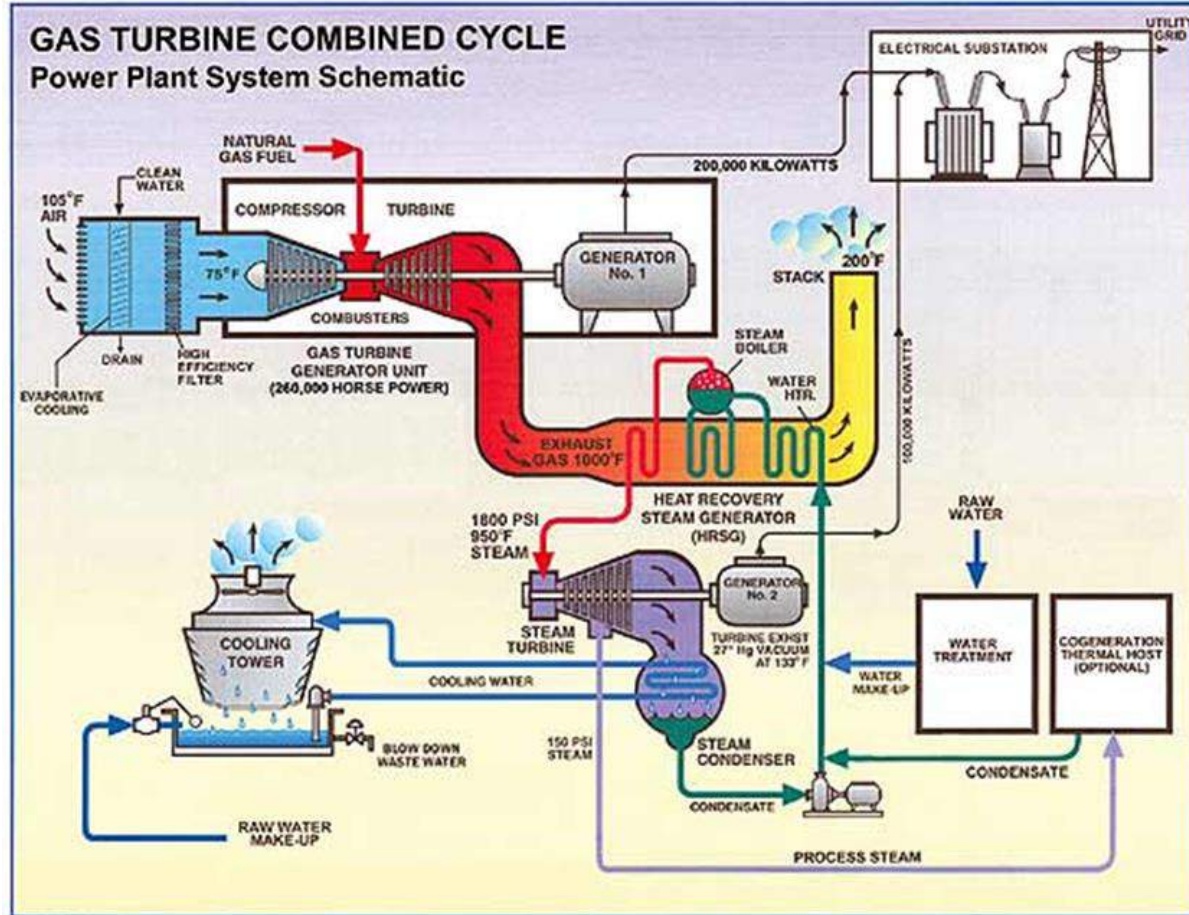 GAS TURBINE COMBINED CYCLE
Power Plant System Schematic
UTILITY
GRID
ELECTRICAL SUBSTATION
NATURAL
GAS FUEL
200,000 KILOWATTS
CLEAN
WATER
105°F
AIR
COMPRESSOR
TURBINE
75°F
GENERATOR
No. 1
COMBUSTERS
STACK
200°F
DRAIN
HIGH
EFFICIENCY
FILTER
EVAPORATIVE
COOLING
GAS TURBINE
GENERATOR UNIT
(260,000 HORSE POWER)
STEAM
BOILER
WATER
HTR.
100,000 KILOWATTS
EXHAUST
GAS 1000°F
HEAT RECOVERY
STEAM GENERATOR
(HRSG)
RAW
WATER
1800 PSI
950°F
STEAM
GENERATOR
No. 2
STEAM
TURBINE
TURBINE EXHST
27" Hg VACUUM
AT 133°F
WATER
TREATMENT
COGENERATION
THERMAL HOST
(OPTIONAL)
COOLING
TOWER
COOLING WATER
WATER
MAKE-UP
150 PSI
STEAM
STEAM
CONDENSER
BLOW DOWN
WASTE WATER
CONDENSATE
CONDENSATE
RAW WATER
MAKE-UP
PROCESS STEAM